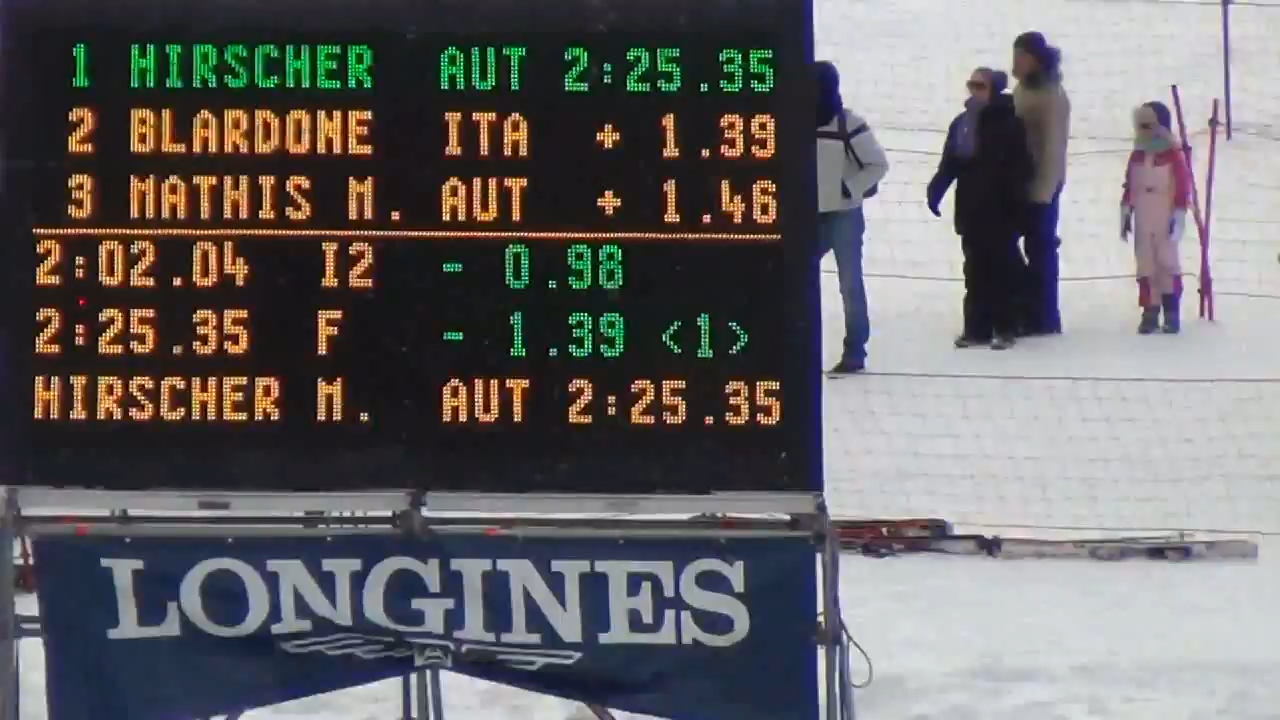 1 HIRSCHER AUT 2:25.35
2 BLARDONE ITA + 1.39
3 MATHIS M. AUT + 1.46
2:02.04 I2 - 0.98
2:25.35 F - 1.39 <1>
HIRSCHER M. AUT 2:25.35
LONGINES